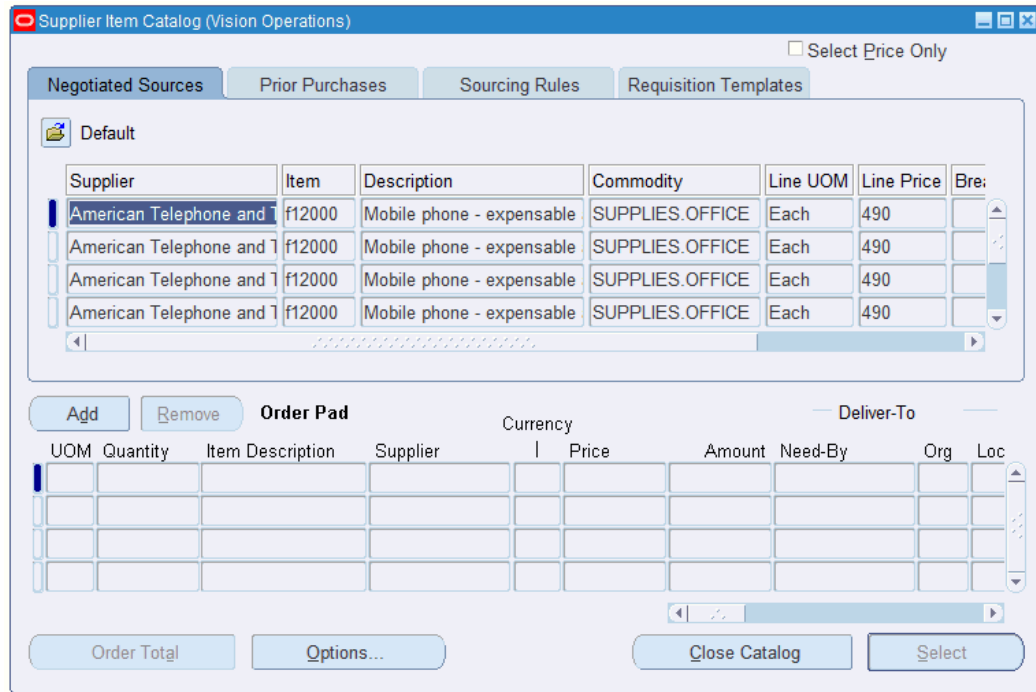 Supplier Item Catalog (Vision Operations)
Select Price Only
Negotiated Sources Prior Purchases Sourcing Rules Requisition Templates
Default
Supplier Item Description Commodity Line UOM Line Price Brea
American Telephone and T f12000 Mobile phone - expensable SUPPLIES.OFFICE Each 490
American Telephone and T f12000 Mobile phone - expensable SUPPLIES.OFFICE Each 490
American Telephone and T f12000 Mobile phone - expensable SUPPLIES.OFFICE Each 490
American Telephone and T f12000 Mobile phone - expensable SUPPLIES.OFFICE Each 490
Add Remove Order Pad Currency Deliver-To
UOM Quantity Item Description Supplier Price Amount Need-By Org Loc
Order Total Options... Close Catalog Select